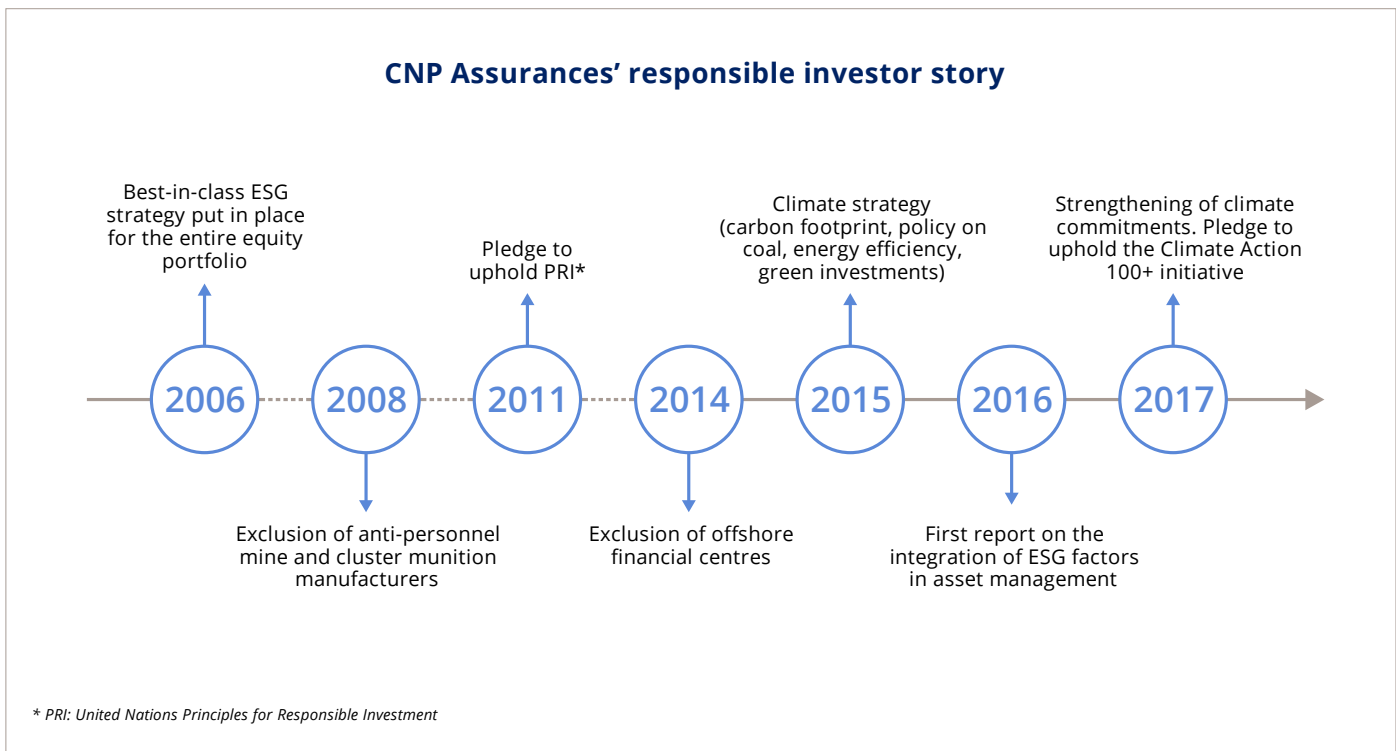 CNP Assurances’ responsible investor story
Best-in-class ESG
strategy put in place
for the entire equity
portfolio
Pledge to
uphold PRI*
Climate strategy
(carbon footprint, policy on
coal, energy efficiency,
green investments)
Strengthening of climate
commitments. Pledge to
uphold the Climate Action
100+ initiative
2006
2008
2011
2014
2015
2016
2017
Exclusion of anti-personnel
mine and cluster munition
manufacturers
Exclusion of offshore
financial centres
First report on the
integration of ESG factors
in asset management
* PRI: United Nations Principles for Responsible Investment